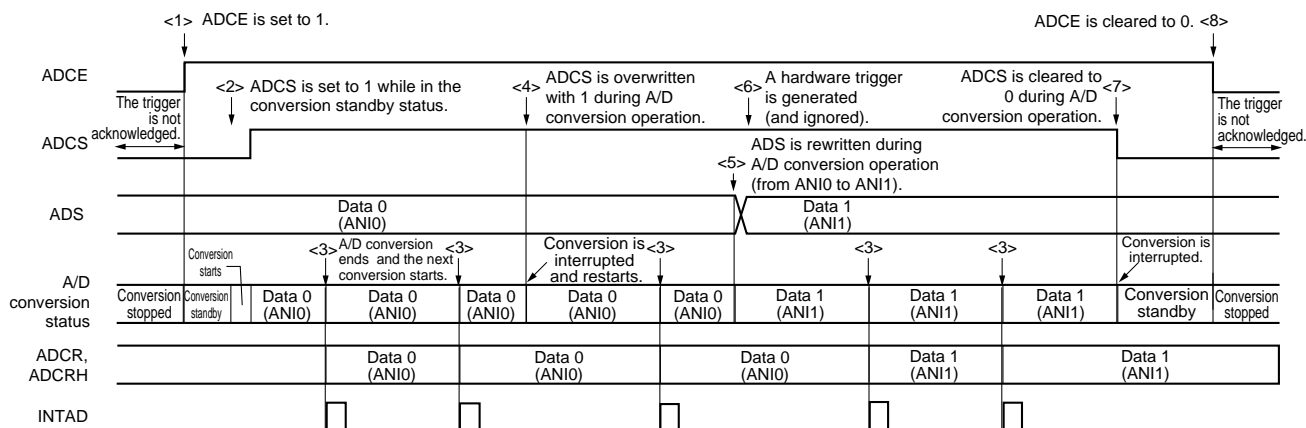 <1> ADCE is set to 1.
ADCE is cleared to 0. <8>
ADCE
The trigger
is not
acknowledged.
<2> ADCS is set to 1 while in the
conversion standby status.
<4> ADCS is overwritten
with 1 during A/D
conversion operation.
<6> A hardware trigger
is generated
(and ignored).
ADCS is cleared to
0 during A/D
conversion operation.
<7>
The trigger
is not
acknowledged.
ADCS
<5> ADS is rewritten during
A/D conversion operation
(from ANI0 to ANI1).
ADS
Data 0
(ANI0)
Data 1
(ANI1)
Conversion
starts
<3> A/D conversion
ends and the next
conversion starts.
<3>
Conversion is
interrupted
and restarts.
<3>
<3>
<3>
Conversion is
interrupted.
A/D
conversion
status
Conversion
stopped
Conversion
standby
Data 0
(ANI0)
Data 0
(ANI0)
Data 0
(ANI0)
Data 0
(ANI0)
Data 0
(ANI0)
Data 1
(ANI1)
Data 1
(ANI1)
Data 1
(ANI1)
Conversion
standby
Conversion
stopped
ADCR,
ADCRH
Data 0
(ANI0)
Data 0
(ANI0)
Data 0
(ANI0)
Data 1
(ANI1)
Data 1
(ANI1)
INTAD